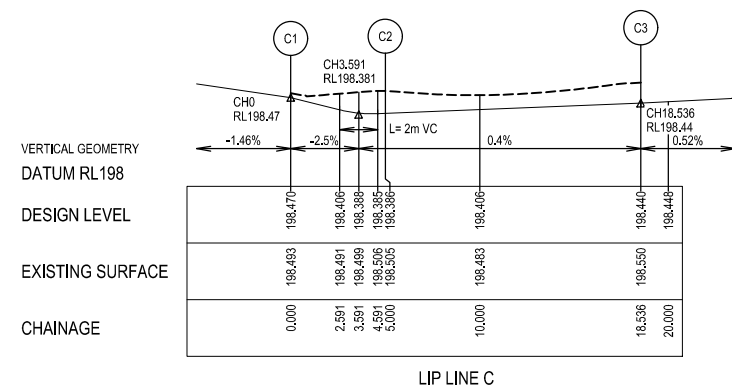 C1
C2
C3
CH3.591
RL198.381
CH0
RL198.47
CH18.536
RL198.44
L= 2m VC
VERTICAL GEOMETRY
-1.46%
-2.5%
0.4%
0.52%
DATUM RL198
DESIGN LEVEL
198.470
198.406
198.388
198.385
198.386
198.406
198.440
198.448
EXISTING SURFACE
198.493
198.491
198.499
198.506
198.505
198.483
198.550
CHAINAGE
0.000
2.591
3.591
4.591
5.000
10.000
18.536
20.000
LIP LINE C